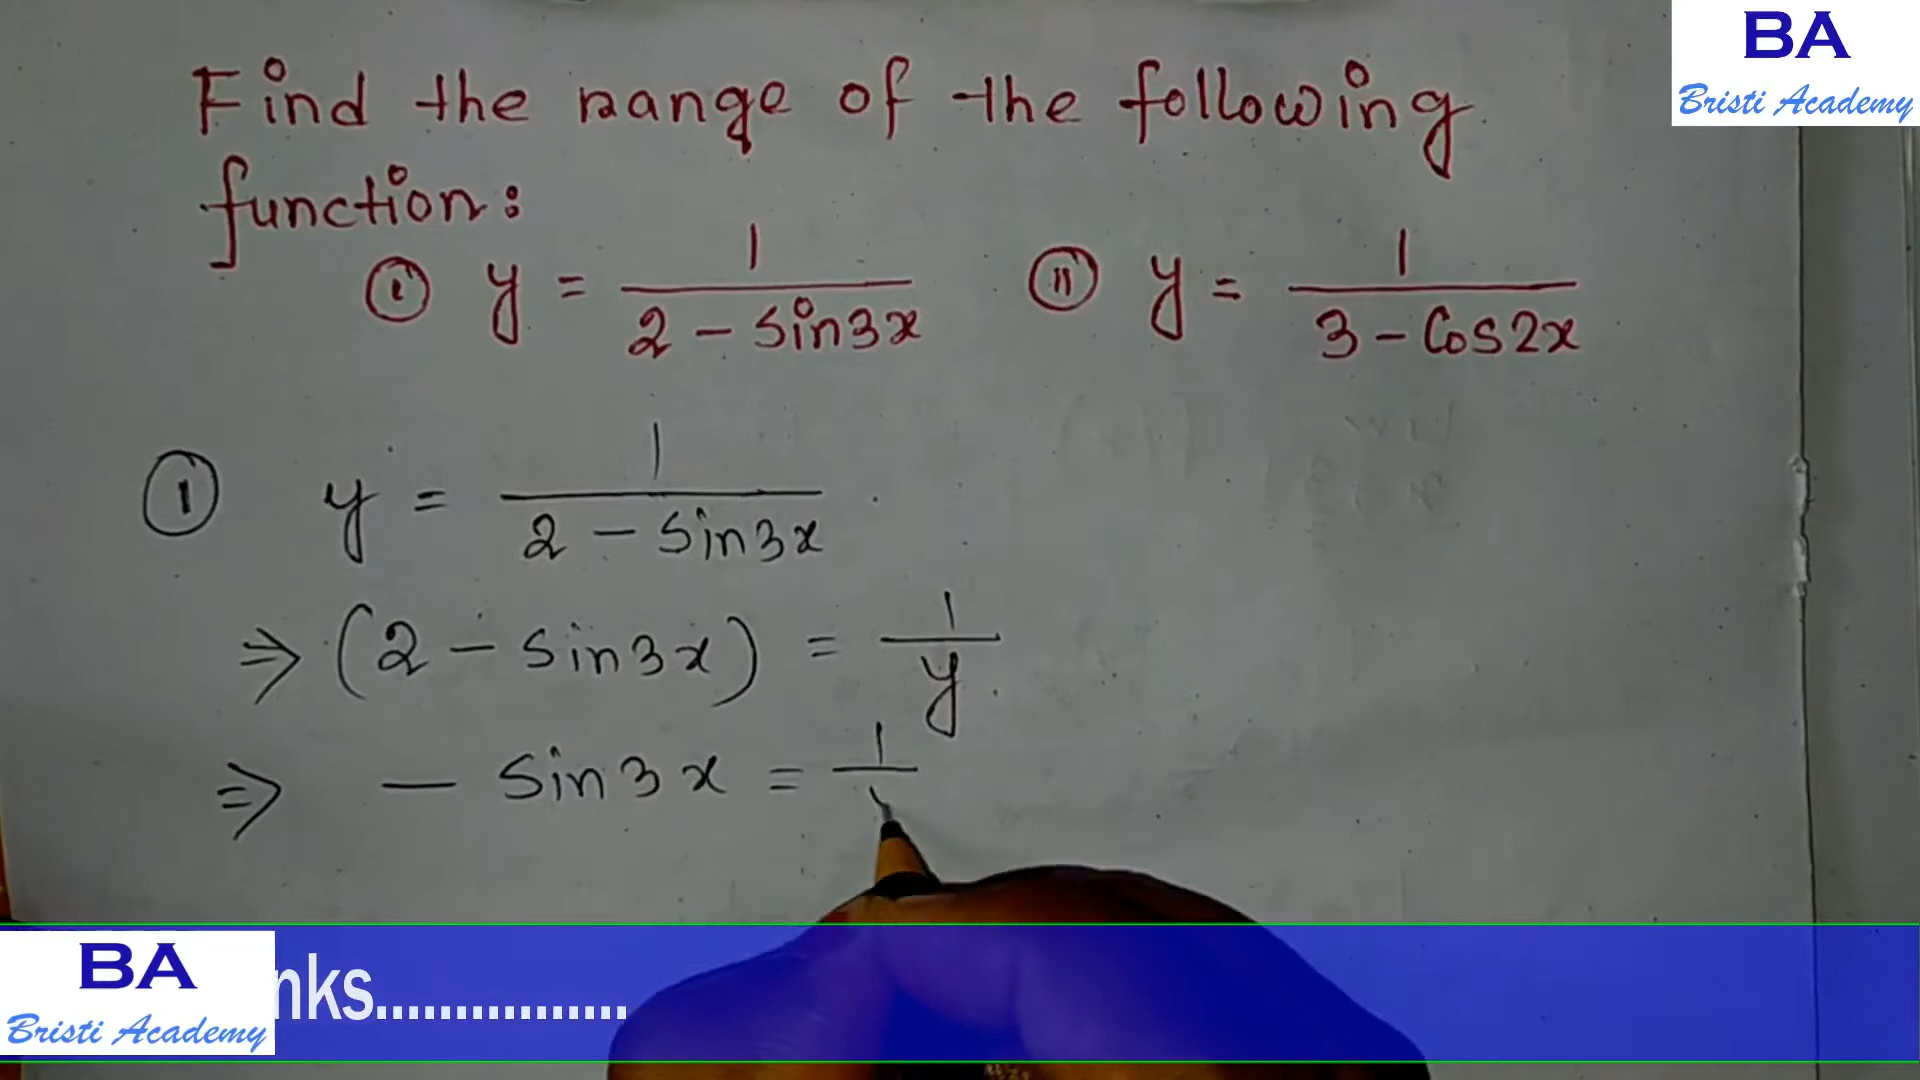 BA
Bristi Academy
Find the range of the following
function:
(i) y = 1/(2 - sin3x) (ii) y = 1/(3 - Cos2x)
(1) y = 1/(2 - sin3x)
⇒ (2 - sin3x) = 1/y
⇒ - sin3x = 1/
BA
Bristi Academy
nks................